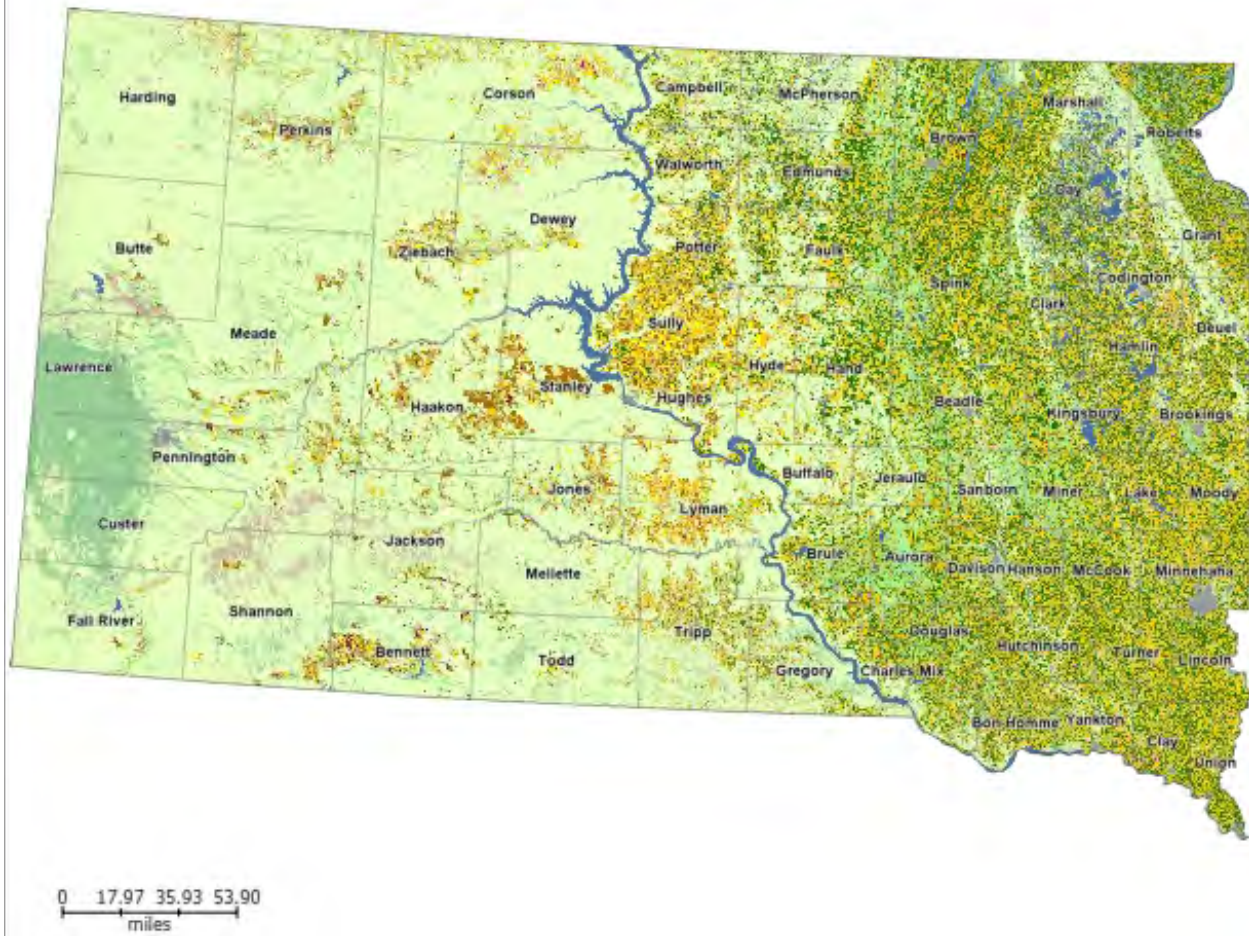 Harding
Perkins
Corson
Campbell
McPherson
Brown
Marshall
Roberts
Walworth
Edmunds
Day
Butte
Ziebach
Dewey
Potter
Faulk
Spink
Clark
Codington
Grant
Meade
Sully
Hamlin
Deuel
Lawrence
Haakon
Stanley
Hughes
Hyde
Hand
Beadle
Kingsbury
Brookings
Pennington
Jones
Lyman
Buffalo
Jerauld
Sanborn
Miner
Lake
Moody
Custer
Jackson
Mellette
Brule
Aurora
Davison
Hanson
McCook
Minnehaha
Fall River
Shannon
Bennett
Todd
Tripp
Gregory
Charles Mix
Douglas
Hutchinson
Turner
Lincoln
Bon Homme
Yankton
Clay
Union
0 17.97 35.93 53.90
miles